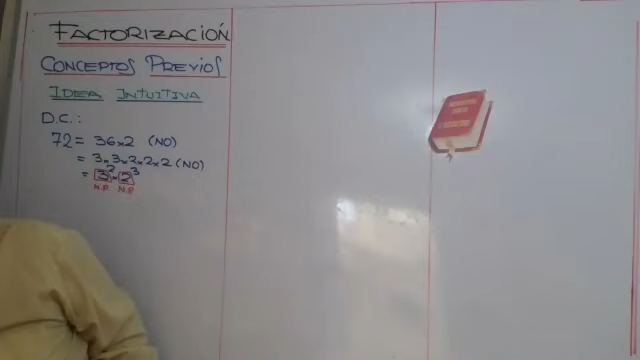 FACTORIZACIÓN
CONCEPTOS PREVIOS
IDEA INTUITIVA
D.C.:
72 = 36x2 (NO)
= 3x3x2x2x2 (NO)
= 3²x2³
N.P. N.P.